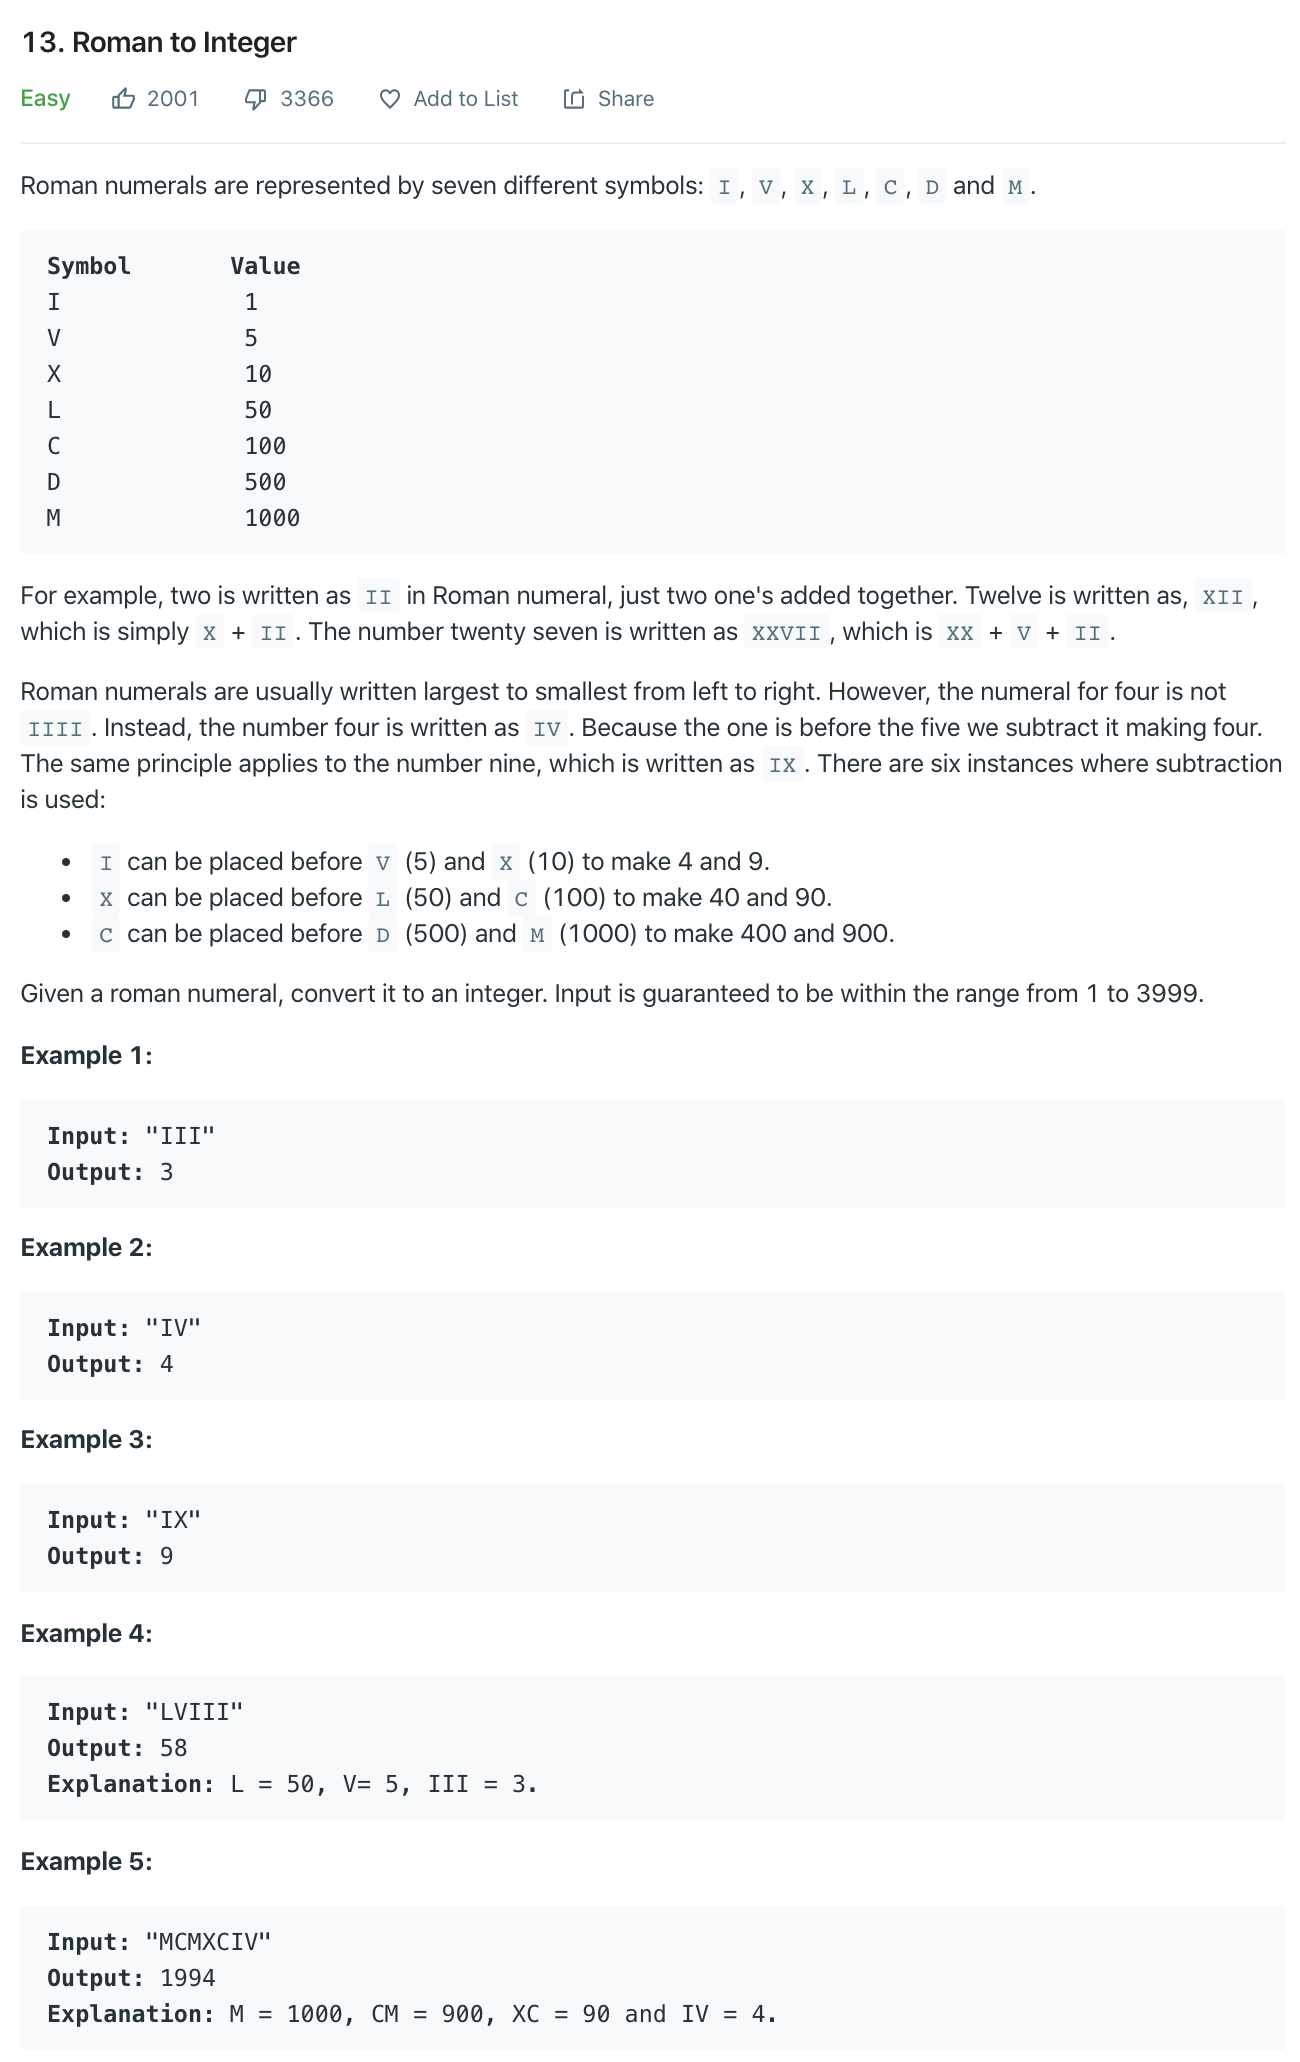 13. Roman to Integer
Easy 2001 3366 Add to List Share
Roman numerals are represented by seven different symbols: I, V, X, L, C, D and M.
Symbol Value
I 1
V 5
X 10
L 50
C 100
D 500
M 1000
For example, two is written as II in Roman numeral, just two one's added together. Twelve is written as, XII,
which is simply X + II. The number twenty seven is written as XXVII, which is XX + V + II.
Roman numerals are usually written largest to smallest from left to right. However, the numeral for four is not
IIII. Instead, the number four is written as IV. Because the one is before the five we subtract it making four.
The same principle applies to the number nine, which is written as IX. There are six instances where subtraction
is used:
• I can be placed before V (5) and X (10) to make 4 and 9.
• X can be placed before L (50) and C (100) to make 40 and 90.
• C can be placed before D (500) and M (1000) to make 400 and 900.
Given a roman numeral, convert it to an integer. Input is guaranteed to be within the range from 1 to 3999.
Example 1:
Input: "III"
Output: 3
Example 2:
Input: "IV"
Output: 4
Example 3:
Input: "IX"
Output: 9
Example 4:
Input: "LVIII"
Output: 58
Explanation: L = 50, V= 5, III = 3.
Example 5:
Input: "MCMXCIV"
Output: 1994
Explanation: M = 1000, CM = 900, XC = 90 and IV = 4.